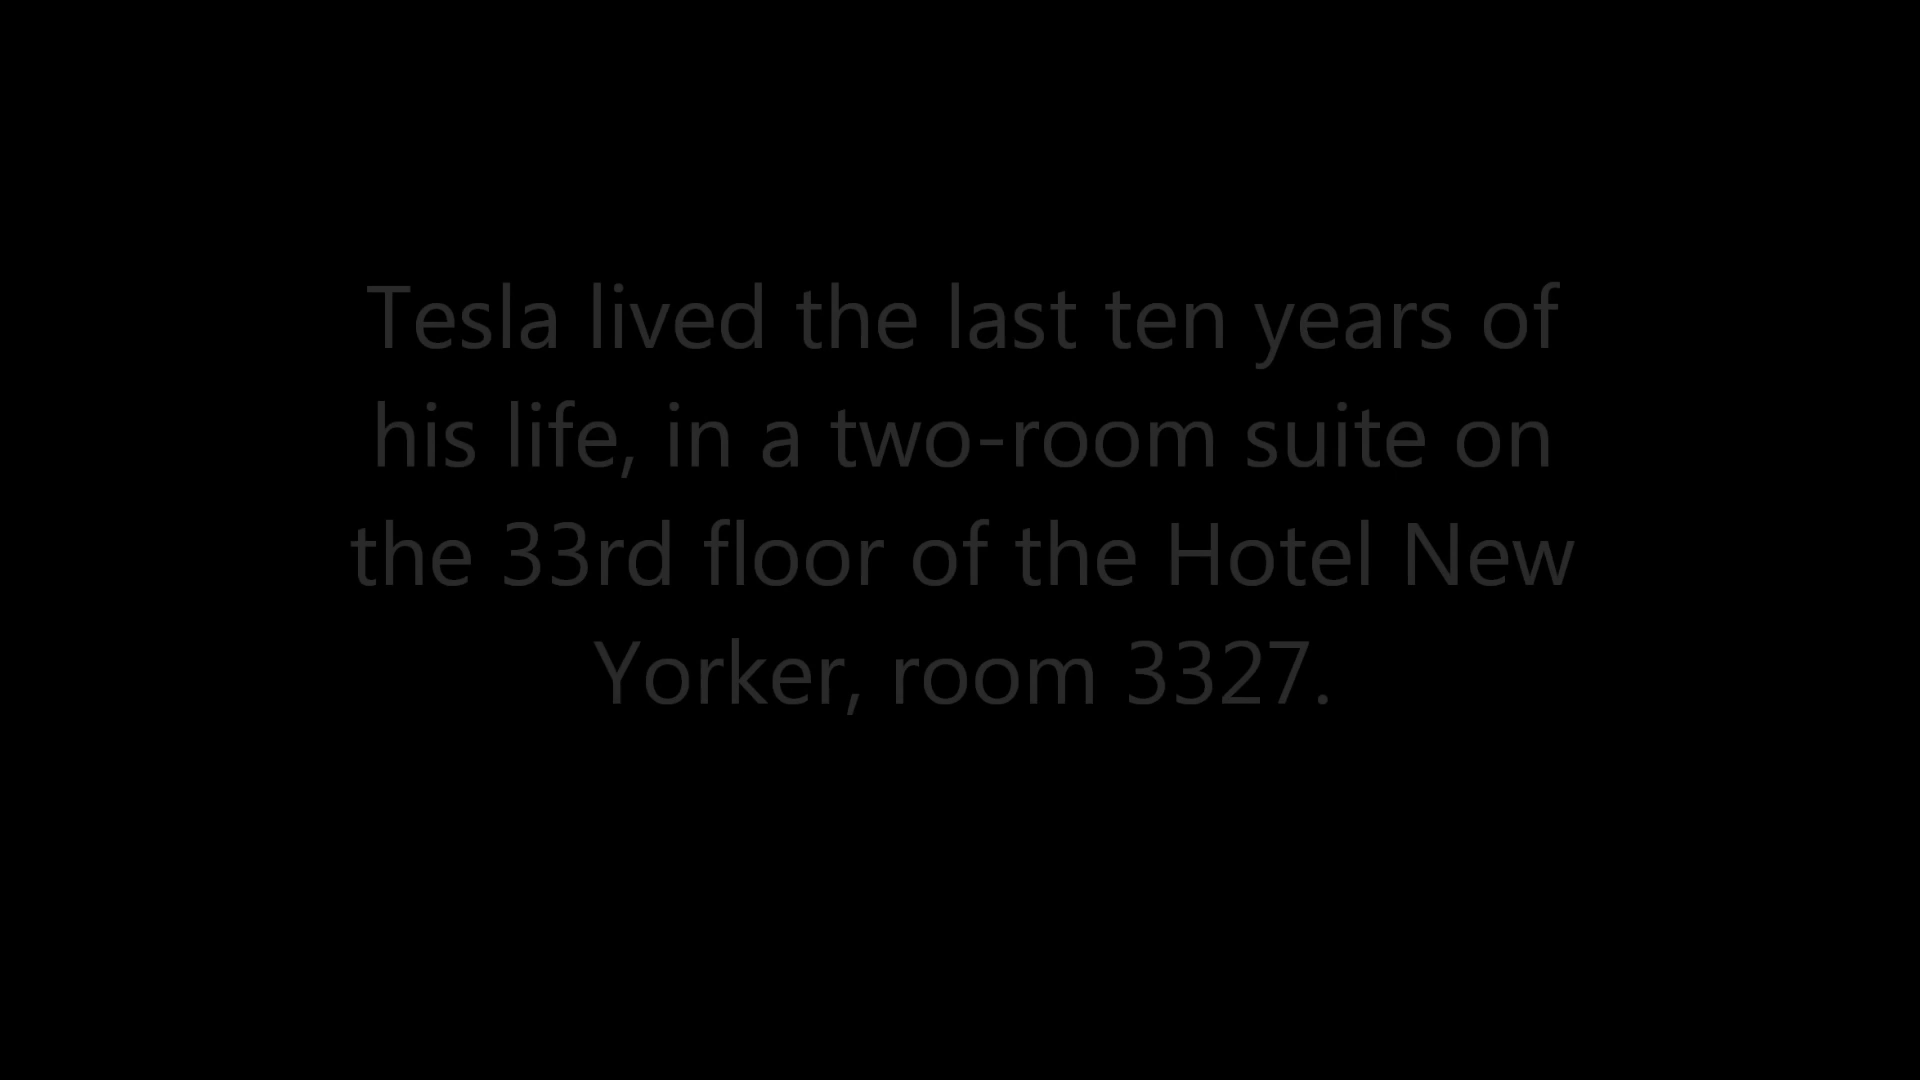 Tesla lived the last ten years of
his life, in a two-room suite on
the 33rd floor of the Hotel New
Yorker, room 3327.